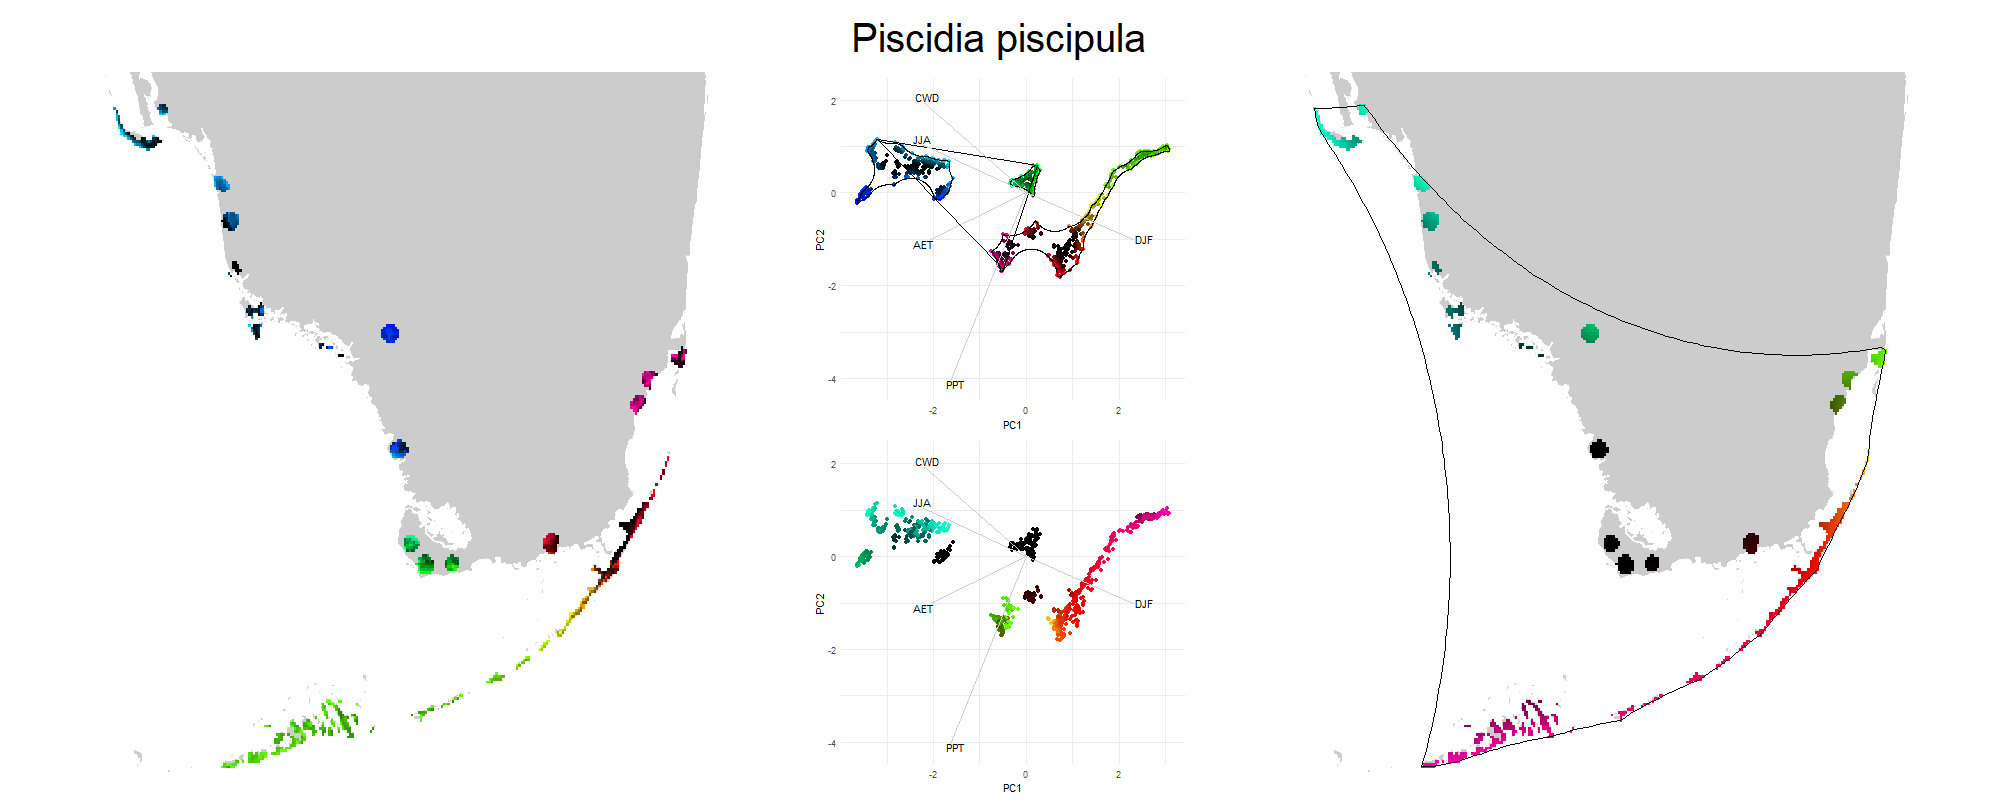 Piscidia piscipula
CWD
JJA
AET
DJF
PPT
2
0
-2
-4
PC2
-2
0
2
PC1
CWD
JJA
AET
DJF
PPT
2
0
-2
-4
PC2
-2
0
2
PC1